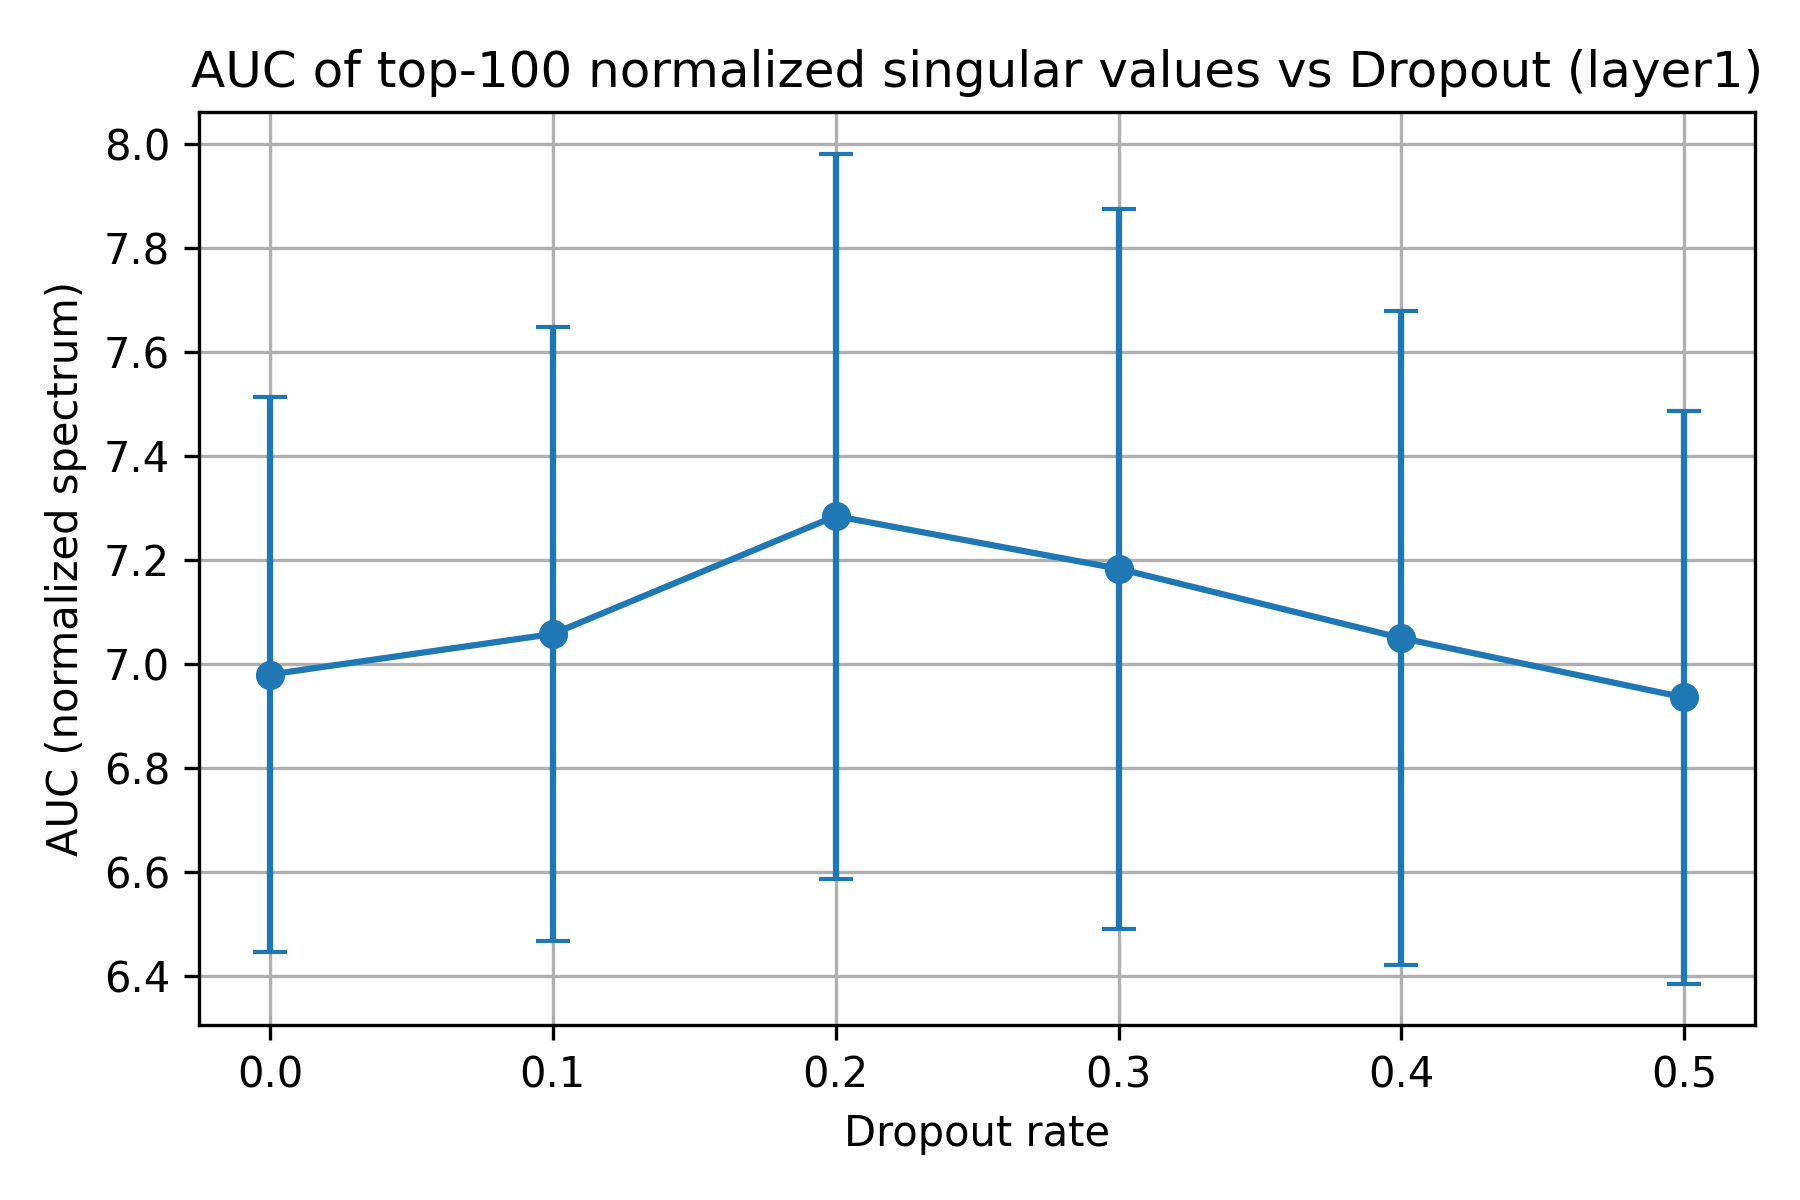 AUC of top-100 normalized singular values vs Dropout (layer1)
AUC (normalized spectrum)
8.0
7.8
7.6
7.4
7.2
7.0
6.8
6.6
6.4
0.0 0.1 0.2 0.3 0.4 0.5
Dropout rate